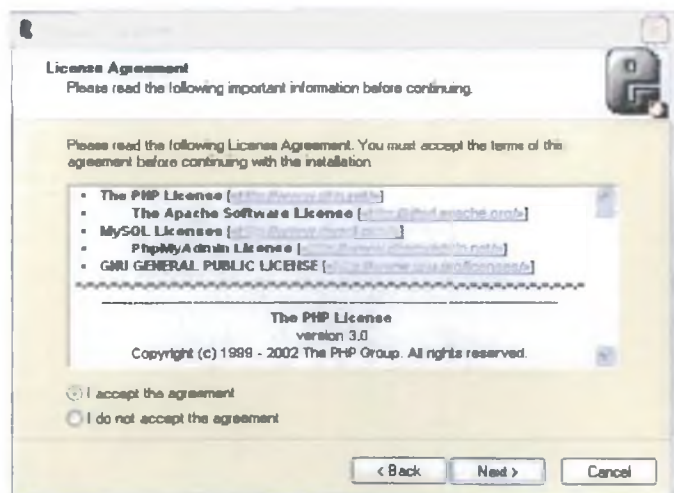 License Agreement
Please read the following important information before continuing.
Please read the following License Agreement. You must accept the terms of this
agreement before continuing with the installation
The PHP License
The Apache Software License
MySQL Licenses
PhpMyAdmin License
GNU GENERAL PUBLIC LICENSE
The PHP License
version 3.0
Copyright (c) 1999 - 2002 The PHP Group. All rights reserved.
I accept the agreement
I do not accept the agreement
< Back Next > Cancel